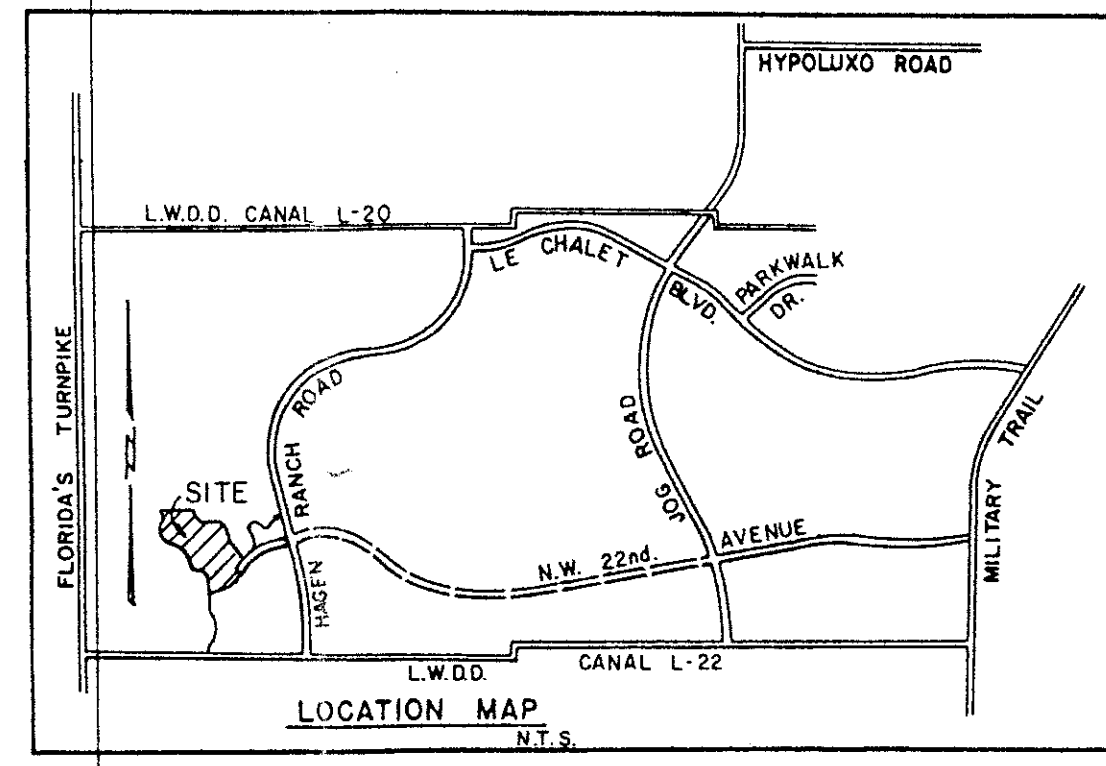 HYPOLUXO ROAD
L.W.D.D. CANAL L-20
LE CHALET BLVD.
PARKWALK DR.
FLORIDA'S TURNPIKE
HAGEN RANCH ROAD
JOG ROAD
MILITARY TRAIL
SITE
N
N.W. 22nd. AVENUE
L.W.D.D. CANAL L-22
LOCATION MAP
N.T.S.